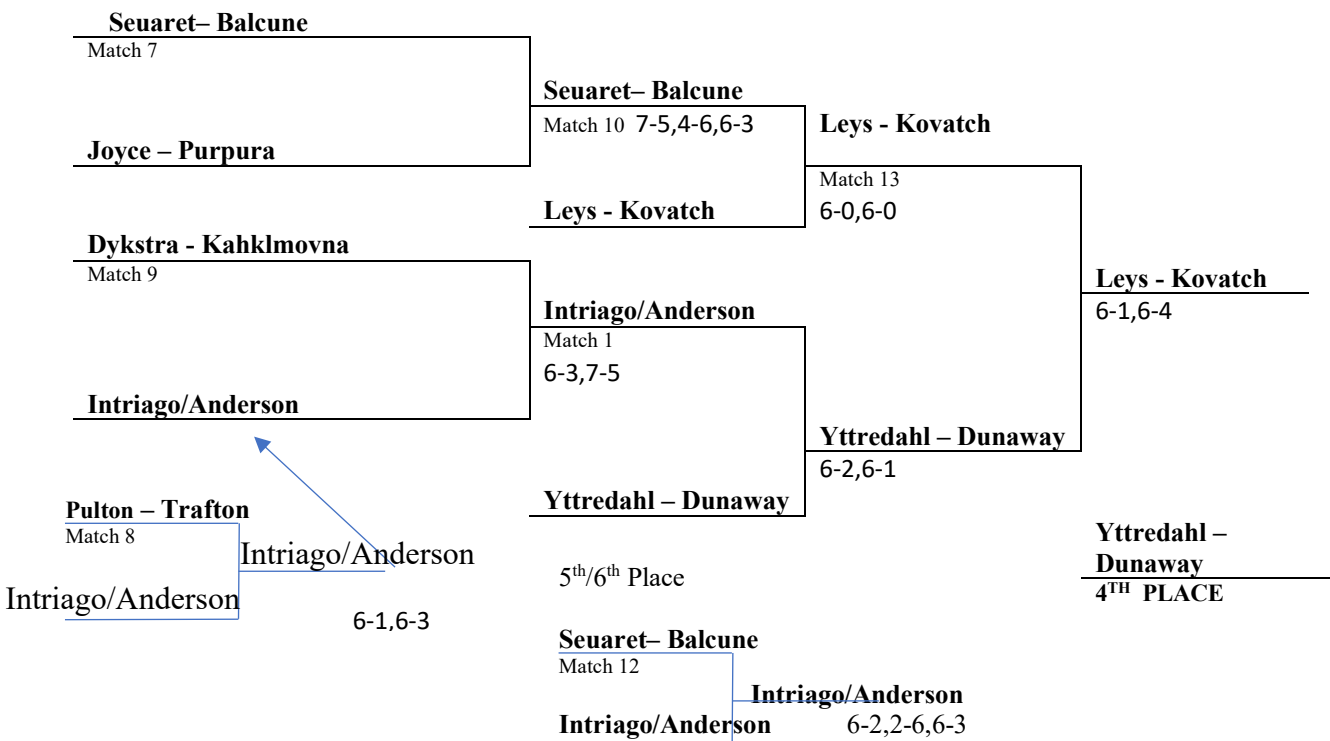 Seuaret– Balcune
Match 7
Seuaret– Balcune
Match 10 7-5,4-6,6-3
Leys - Kovatch
Joyce – Purpura
Match 13
6-0,6-0
Leys - Kovatch
Dykstra - Kahklmovna
Match 9
Leys - Kovatch
6-1,6-4
Intriago/Anderson
Match 1
6-3,7-5
Intriago/Anderson
Yttredahl – Dunaway
6-2,6-1
Yttredahl – Dunaway
Pulton – Trafton
Match 8
Intriago/Anderson
Intriago/Anderson
6-1,6-3
5th/6th Place
Yttredahl –
Dunaway
4TH PLACE
Seuaret– Balcune
Match 12
Intriago/Anderson
Intriago/Anderson 6-2,2-6,6-3